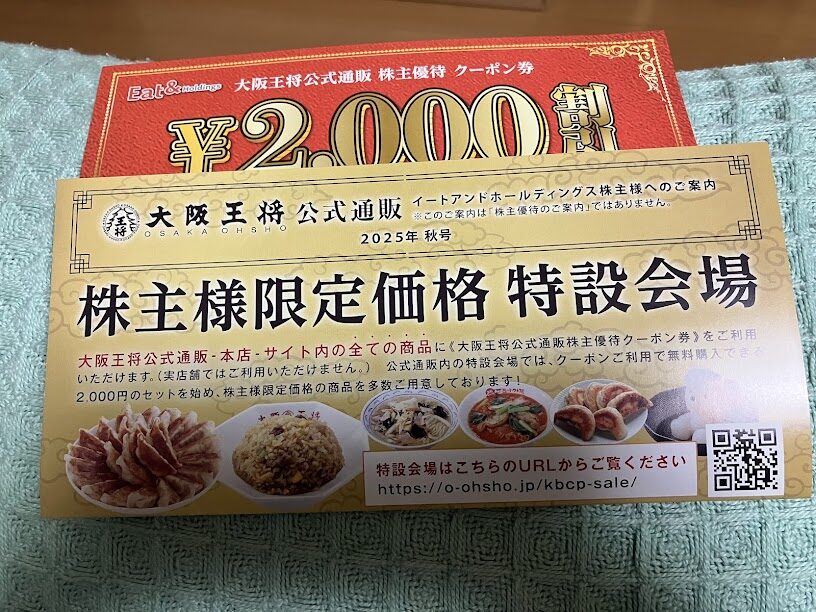 Eat& Holdings
大阪王将公式通販 株主優待 クーポン券
¥2,000割
王将
大阪王将 公式通販
OSAKA OHSHO
イートアンドホールディングス株主様へのご案内
※このご案内は「株主優待のご案内」ではありません。
2025年 秋号
株主様限定価格 特設会場
大阪王将公式通販-本店-サイト内の全ての商品に《大阪王将公式通販株主優待クーポン券》をご利用
いただけます。(実店舗ではご利用いただけません。) 公式通販内の特設会場では、クーポンご利用で無料購入できる
2,000円のセットを始め、株主様限定価格の商品を多数ご用意しております!
大阪王将
特設会場はこちらのURLからご覧ください
https://o-ohsho.jp/kbcp-sale/